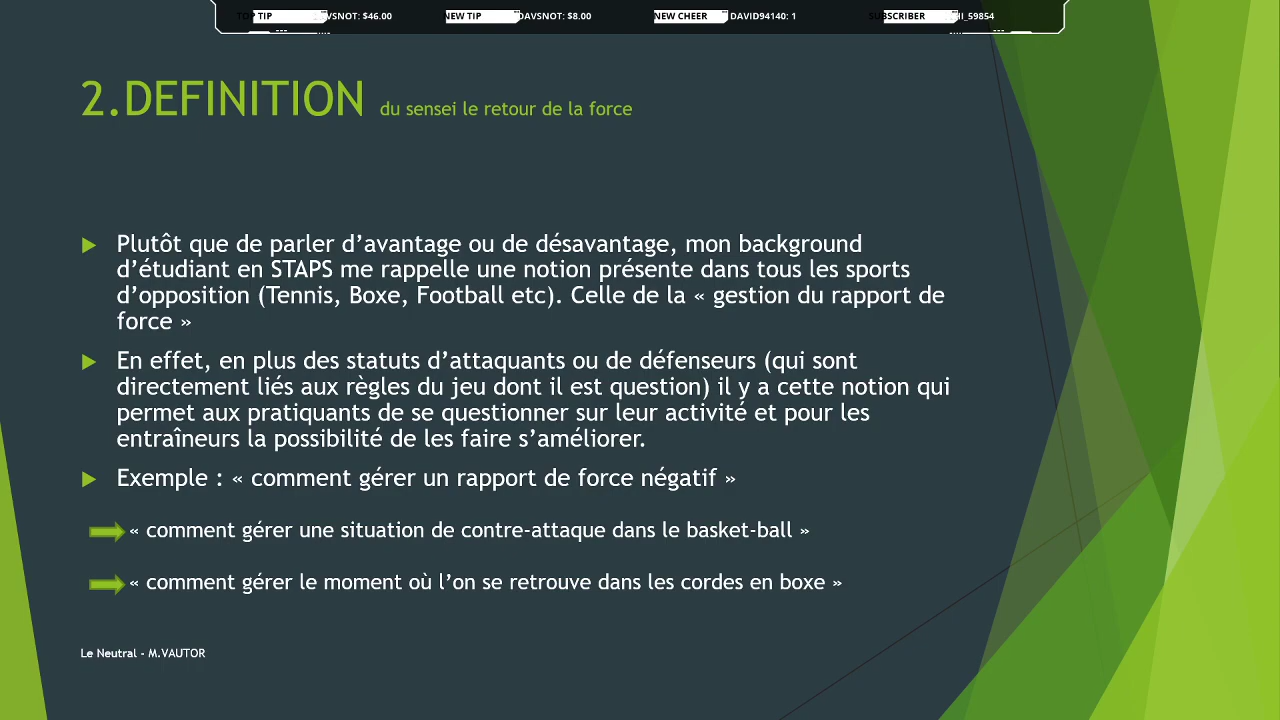 TOP TIP DAVSNOT: $46.00 NEW TIP DAVSNOT: $8.00 NEW CHEER DAVID94140: 1 SUBSCRIBER
2.DEFINITION du sensei le retour de la force
Plutôt que de parler d’avantage ou de désavantage, mon background
d’étudiant en STAPS me rappelle une notion présente dans tous les sports
d’opposition (Tennis, Boxe, Football etc). Celle de la « gestion du rapport de
force »
En effet, en plus des statuts d’attaquants ou de défenseurs (qui sont
directement liés aux règles du jeu dont il est question) il y a cette notion qui
permet aux pratiquants de se questionner sur leur activité et pour les
entraîneurs la possibilité de les faire s’améliorer.
Exemple : « comment gérer un rapport de force négatif »
« comment gérer une situation de contre-attaque dans le basket-ball »
« comment gérer le moment où l’on se retrouve dans les cordes en boxe »
Le Neutral - M.VAUTOR